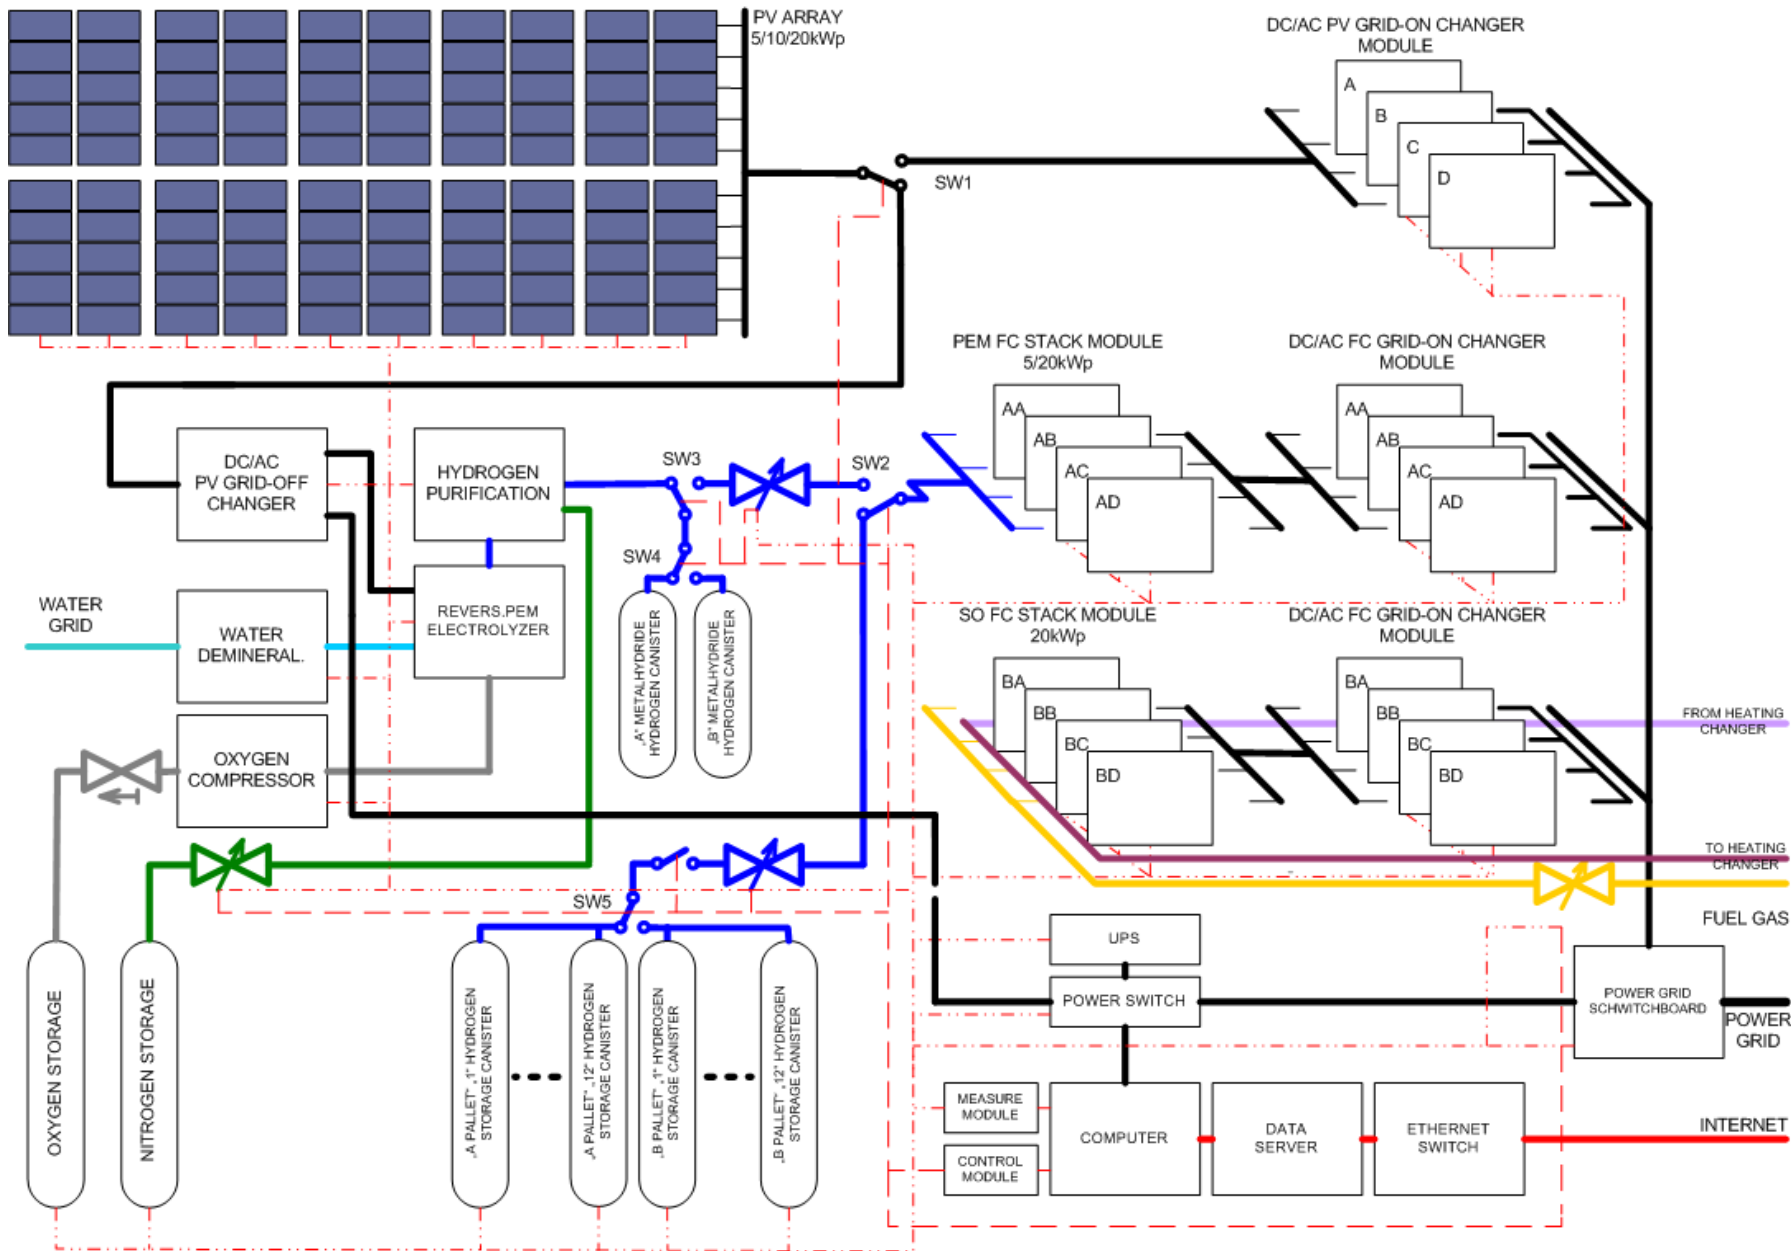 PV ARRAY
5/10/20kWp
DC/AC PV GRID-ON CHANGER
MODULE
A
B
C
D
SW1
PEM FC STACK MODULE
5/20kWp
AA
AB
AC
AD
DC/AC FC GRID-ON CHANGER
MODULE
AA
AB
AC
AD
DC/AC
PV GRID-OFF
CHANGER
HYDROGEN
PURIFICATION
SW3
SW2
SW4
WATER
GRID
WATER
DEMINERAL.
REVERS.PEM
ELECTROLYZER
„A" METALHYDRIDE
HYDROGEN CANISTER
„B" METALHYDRIDE
HYDROGEN CANISTER
SO FC STACK MODULE
20kWp
BA
BB
BC
BD
DC/AC FC GRID-ON CHANGER
MODULE
BA
BB
BC
BD
FROM HEATING
CHANGER
OXYGEN
COMPRESSOR
TO HEATING
CHANGER
SW5
FUEL GAS
OXYGEN STORAGE
NITROGEN STORAGE
„A PALLET" „1" HYDROGEN
STORAGE CANISTER
„A PALLET" „12" HYDROGEN
STORAGE CANISTER
„B PALLET" „1" HYDROGEN
STORAGE CANISTER
„B PALLET" „12" HYDROGEN
STORAGE CANISTER
UPS
POWER SWITCH
POWER GRID
SCHWITCHBOARD
POWER
GRID
MEASURE
MODULE
CONTROL
MODULE
COMPUTER
DATA
SERVER
ETHERNET
SWITCH
INTERNET